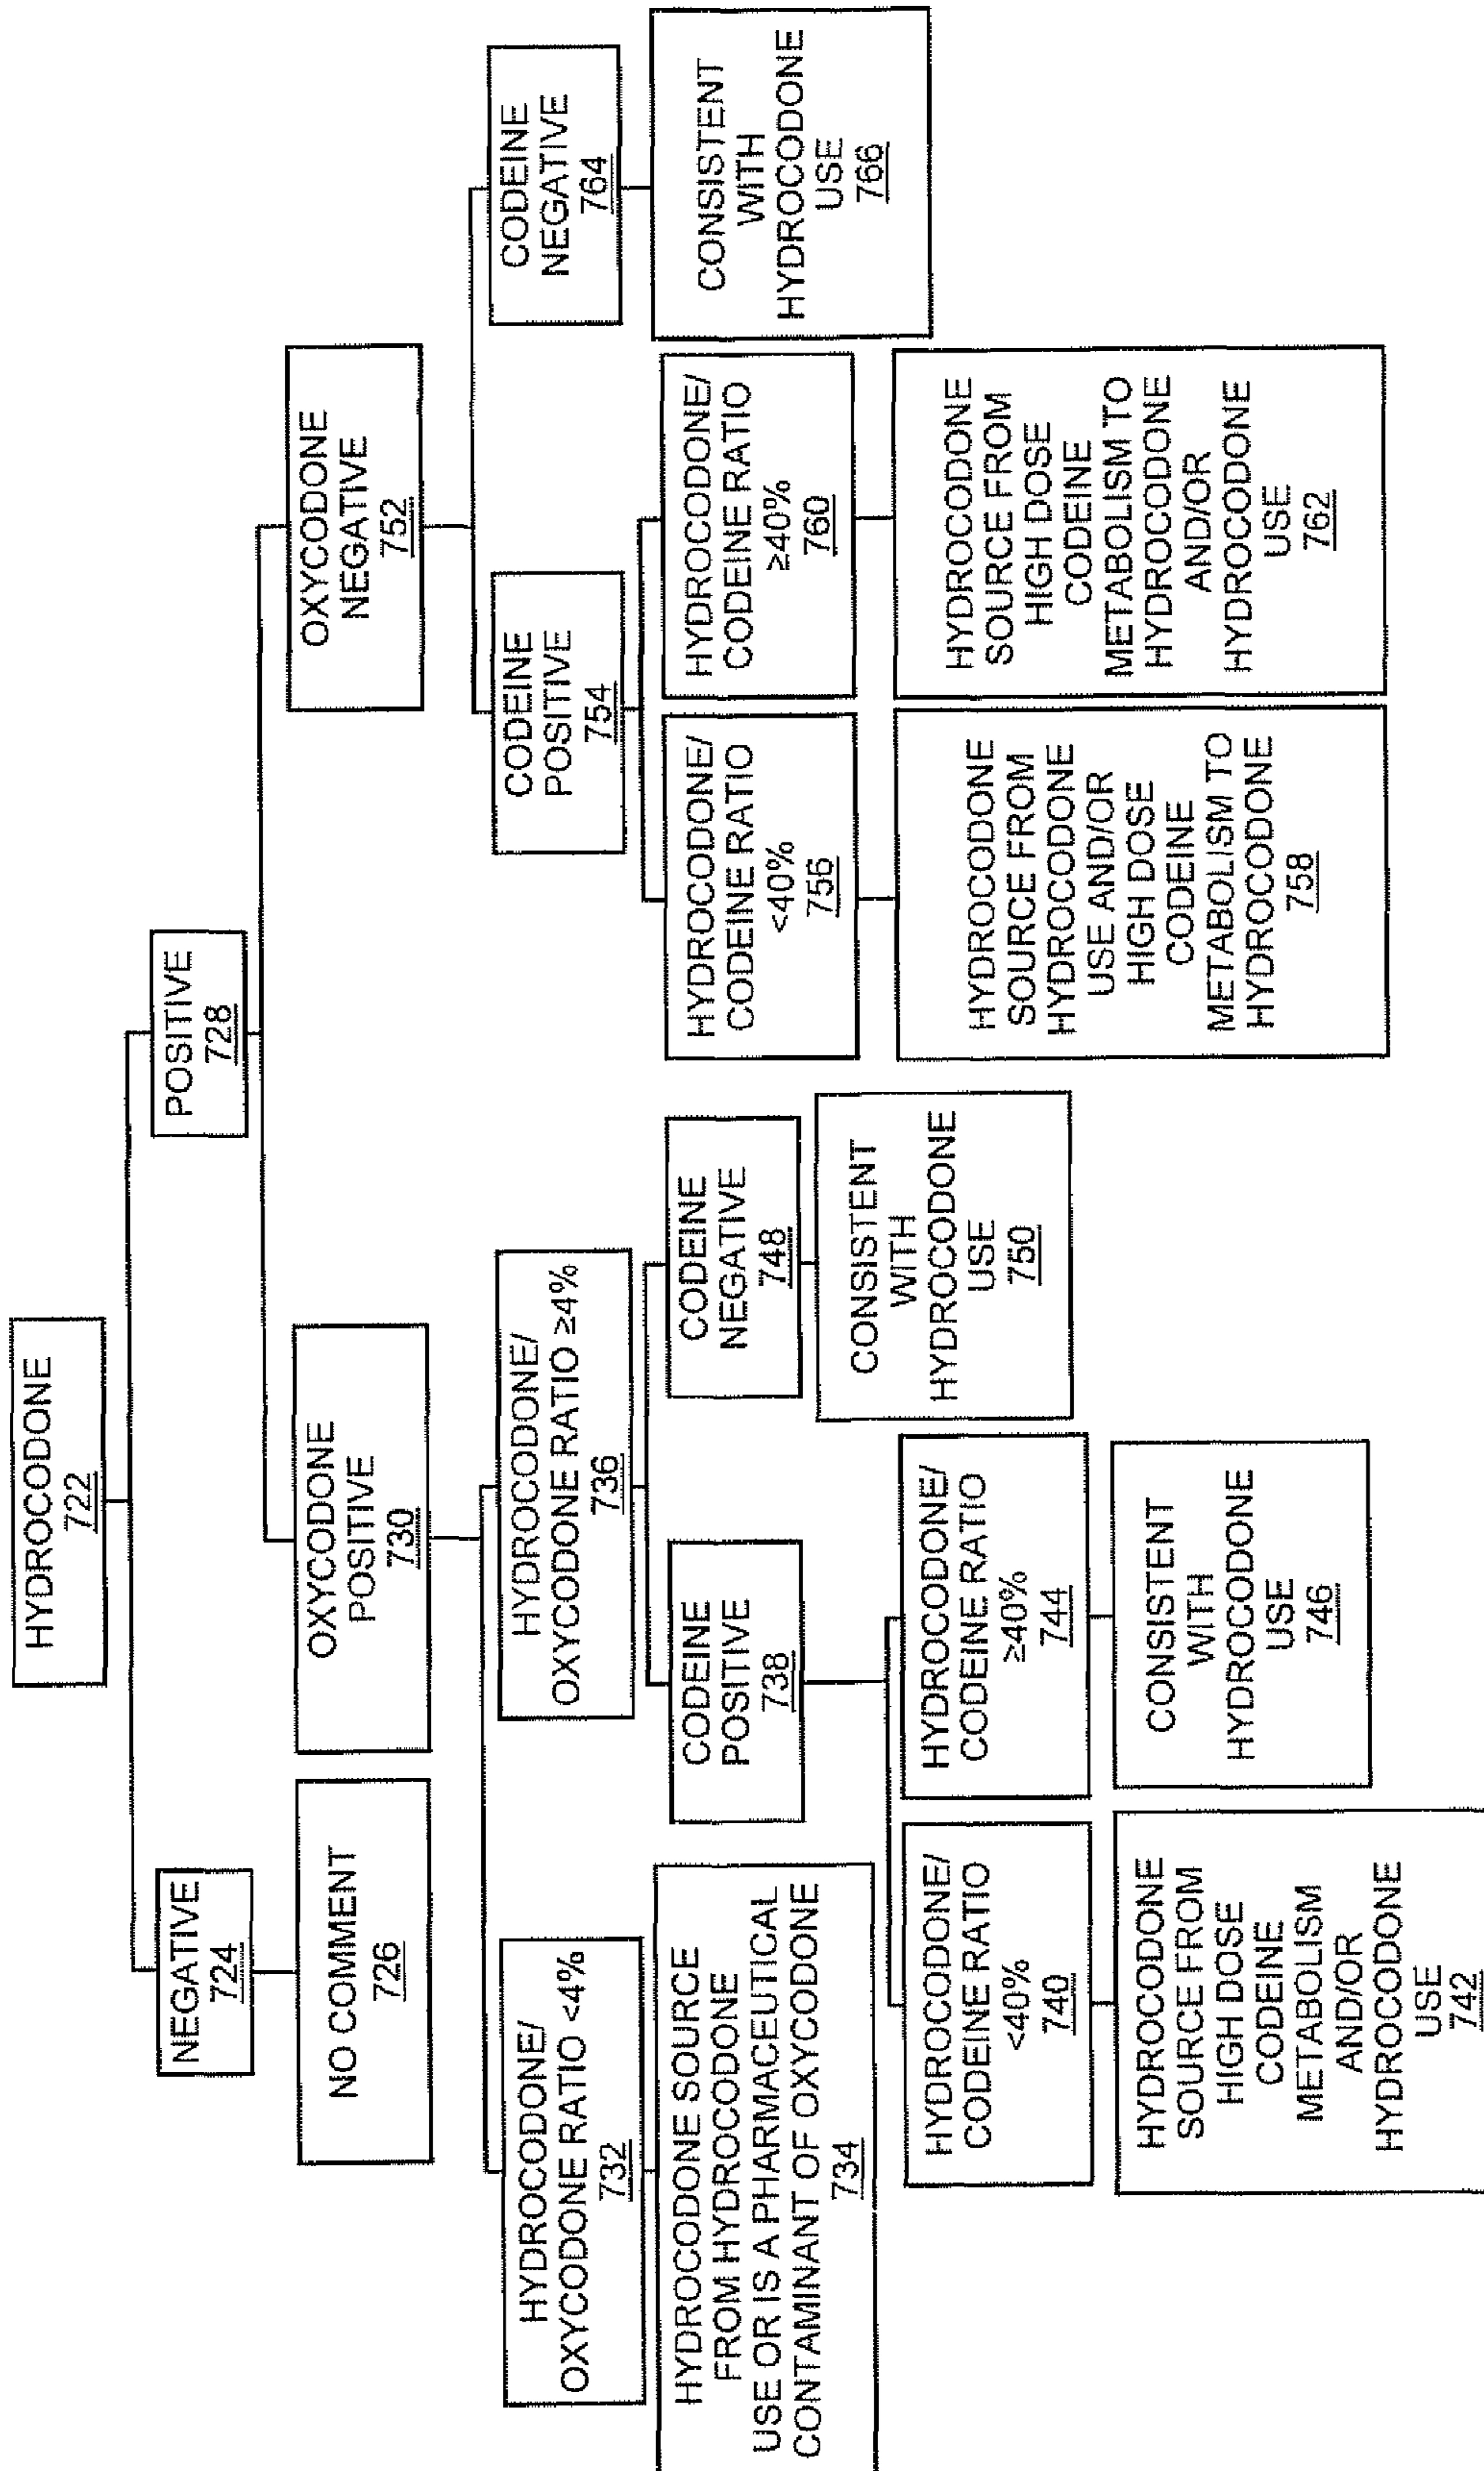 HYDROCODONE
722
NEGATIVE
724
NO COMMENT
726
POSITIVE
728
OXYCODONE
POSITIVE
730
HYDROCODONE/
OXYCODONE RATIO <4%
732
HYDROCODONE SOURCE
FROM HYDROCODONE
USE OR IS A PHARMACEUTICAL
CONTAMINANT OF OXYCODONE
734
HYDROCODONE/
OXYCODONE RATIO ≥4%
736
CODEINE
POSITIVE
738
HYDROCODONE/
CODEINE RATIO
<40%
740
HYDROCODONE
SOURCE FROM
HIGH DOSE
CODEINE
METABOLISM
AND/OR
HYDROCODONE
USE
742
HYDROCODONE/
CODEINE RATIO
≥40%
744
CONSISTENT
WITH
HYDROCODONE
USE
746
CODEINE
NEGATIVE
748
CONSISTENT
WITH
HYDROCODONE
USE
750
OXYCODONE
NEGATIVE
752
CODEINE
POSITIVE
754
HYDROCODONE/
CODEINE RATIO
<40%
756
HYDROCODONE
SOURCE FROM
HYDROCODONE
USE AND/OR
HIGH DOSE
CODEINE
METABOLISM TO
HYDROCODONE
758
HYDROCODONE/
CODEINE RATIO
≥40%
760
HYDROCODONE
SOURCE FROM
HIGH DOSE
CODEINE
METABOLISM TO
HYDROCODONE
AND/OR
HYDROCODONE
USE
762
CODEINE
NEGATIVE
764
CONSISTENT
WITH
HYDROCODONE
USE
766